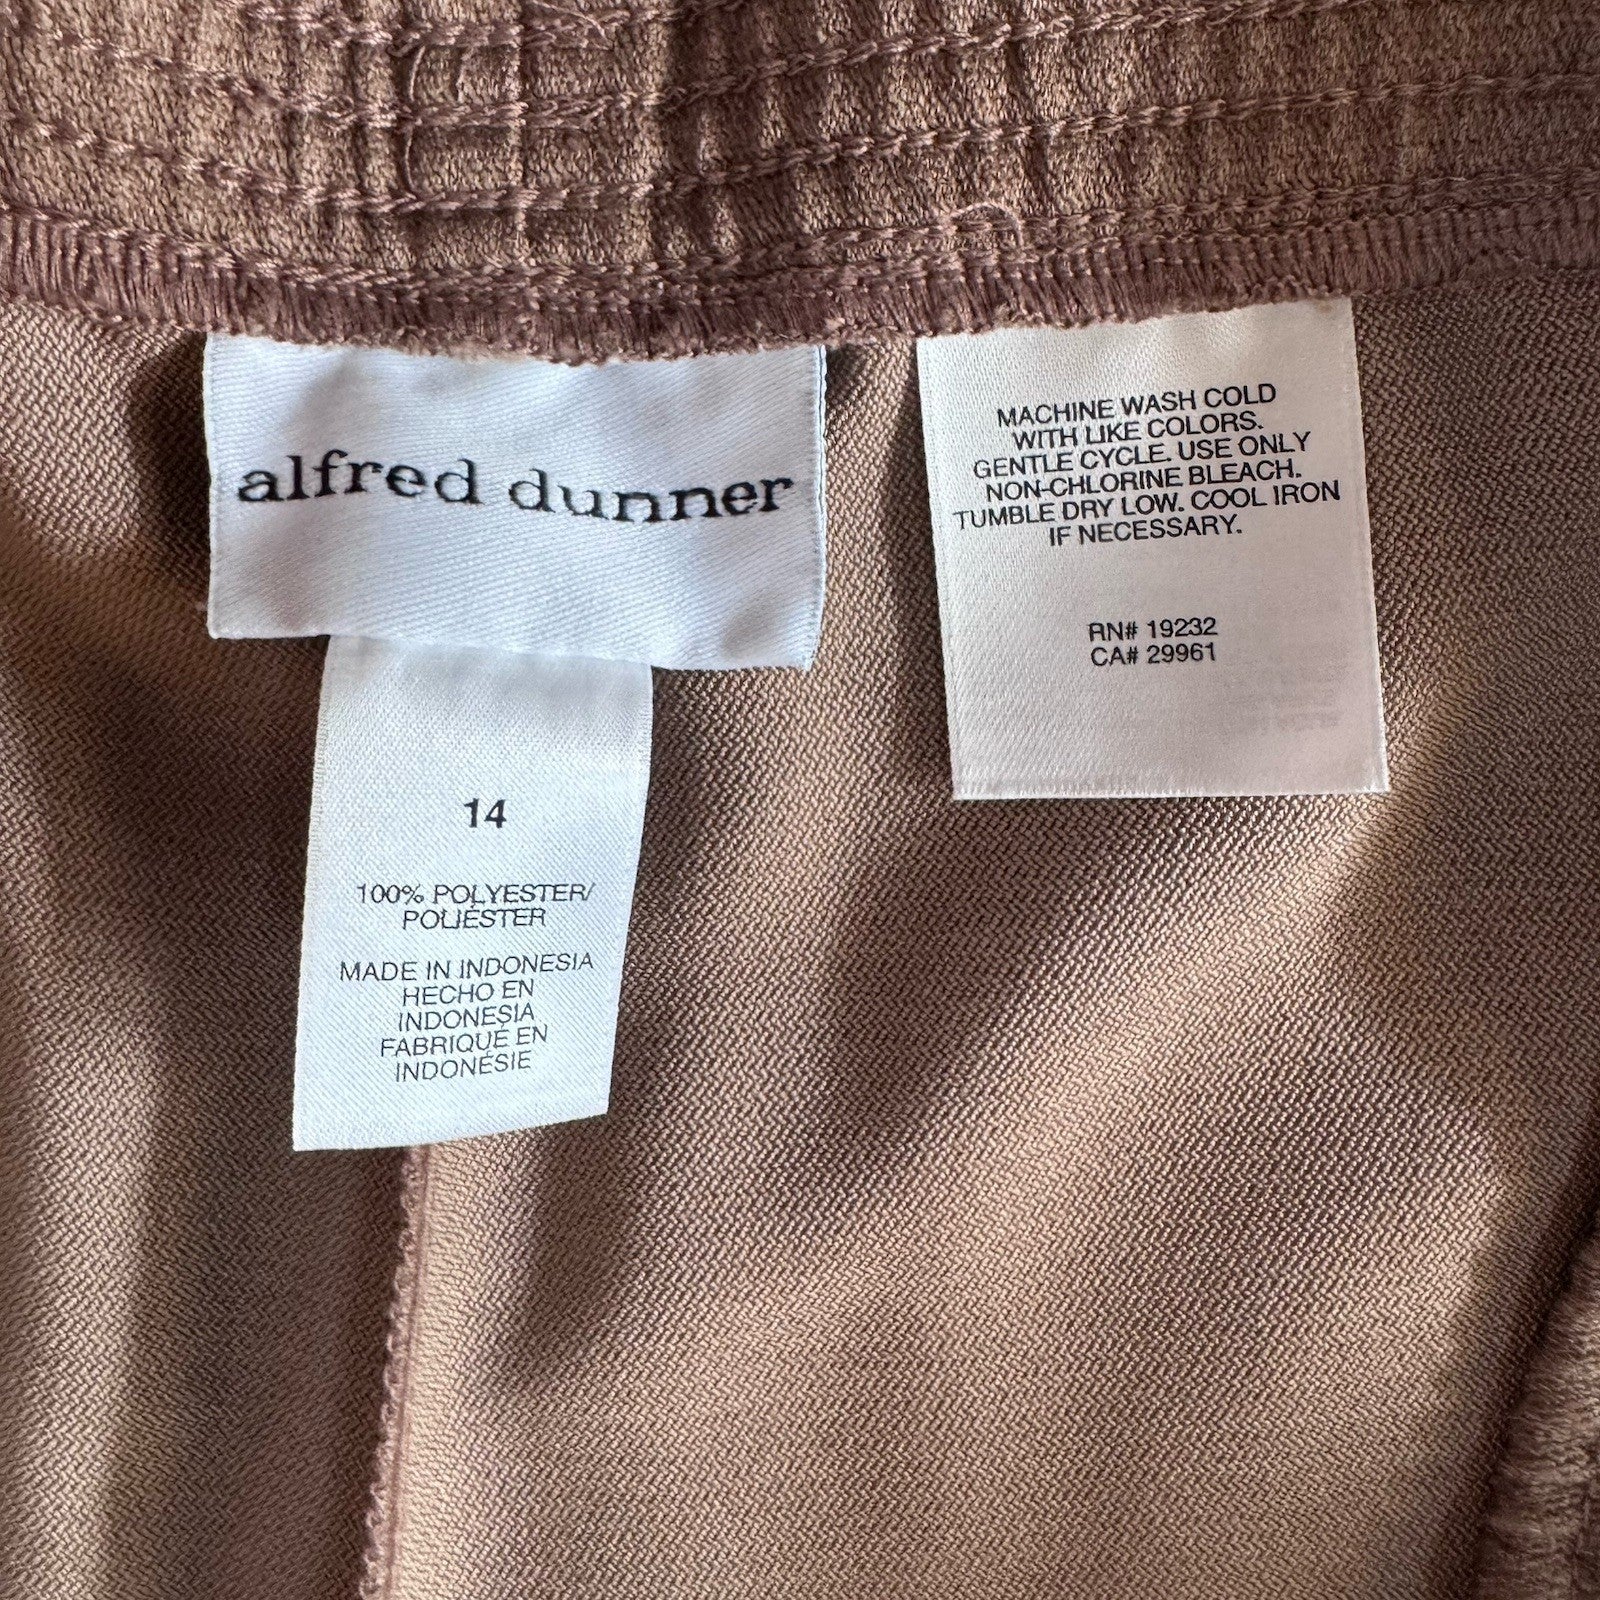 alfred dunner
14
100% POLYESTER/
POLIÉSTER
MADE IN INDONESIA
HECHO EN
INDONESIA
FABRIQUÉ EN
INDONÉSIE
MACHINE WASH COLD
WITH LIKE COLORS.
GENTLE CYCLE. USE ONLY
NON-CHLORINE BLEACH.
TUMBLE DRY LOW. COOL IRON
IF NECESSARY.
RN# 19232
CA# 29961